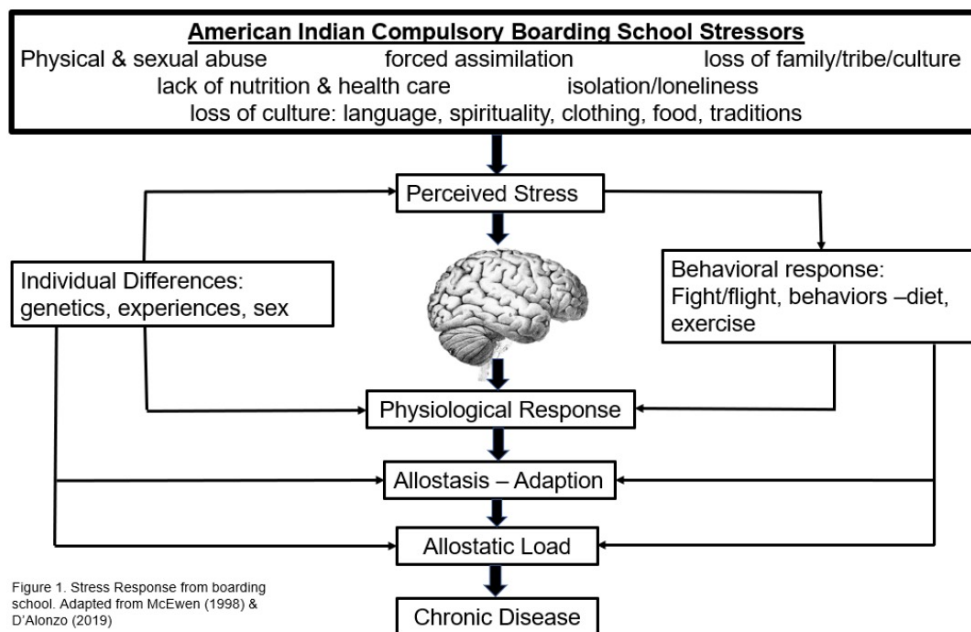 American Indian Compulsory Boarding School Stressors
Physical & sexual abuse forced assimilation loss of family/tribe/culture
lack of nutrition & health care isolation/loneliness
loss of culture: language, spirituality, clothing, food, traditions
Perceived Stress
Individual Differences:
genetics, experiences, sex
Behavioral response:
Fight/flight, behaviors –diet,
exercise
Physiological Response
Allostasis – Adaption
Allostatic Load
Chronic Disease
Figure 1. Stress Response from boarding
school. Adapted from McEwen (1998) &
D'Alonzo (2019)